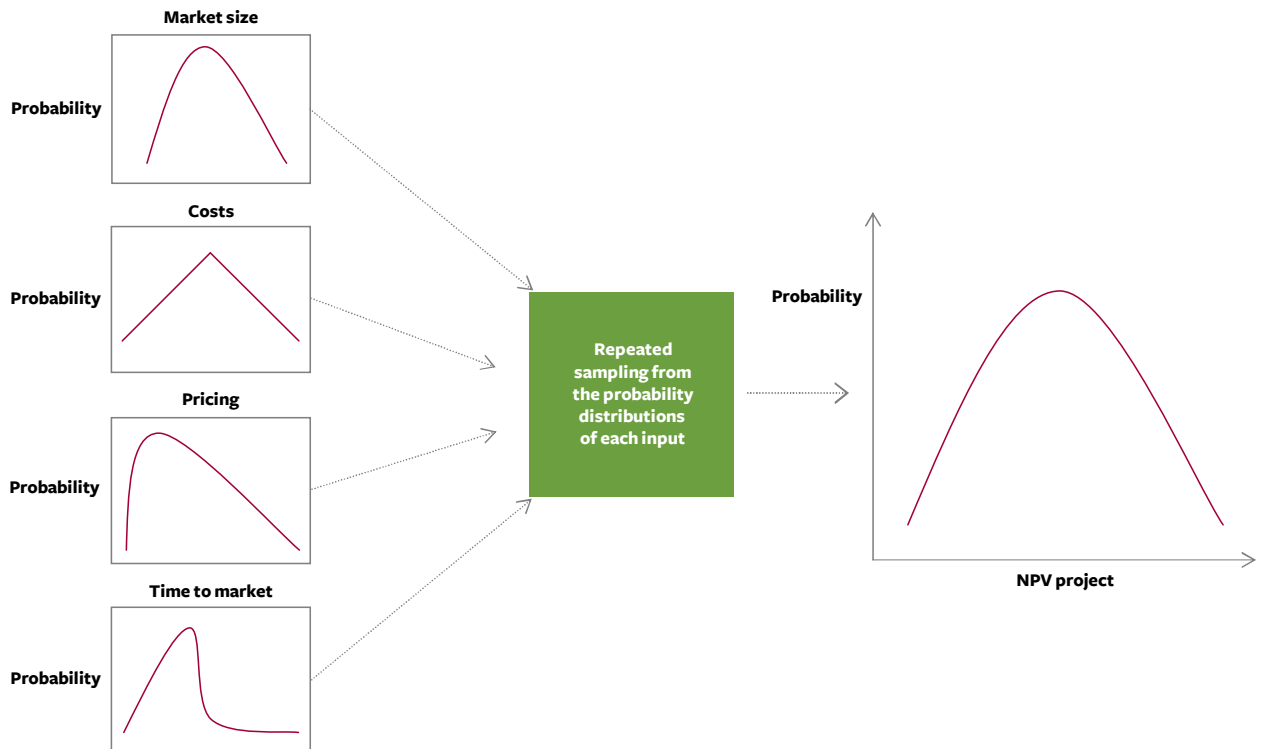 Market size
Probability
Costs
Probability
Pricing
Probability
Time to market
Probability
Repeated
sampling from
the probability
distributions
of each input
Probability
NPV project